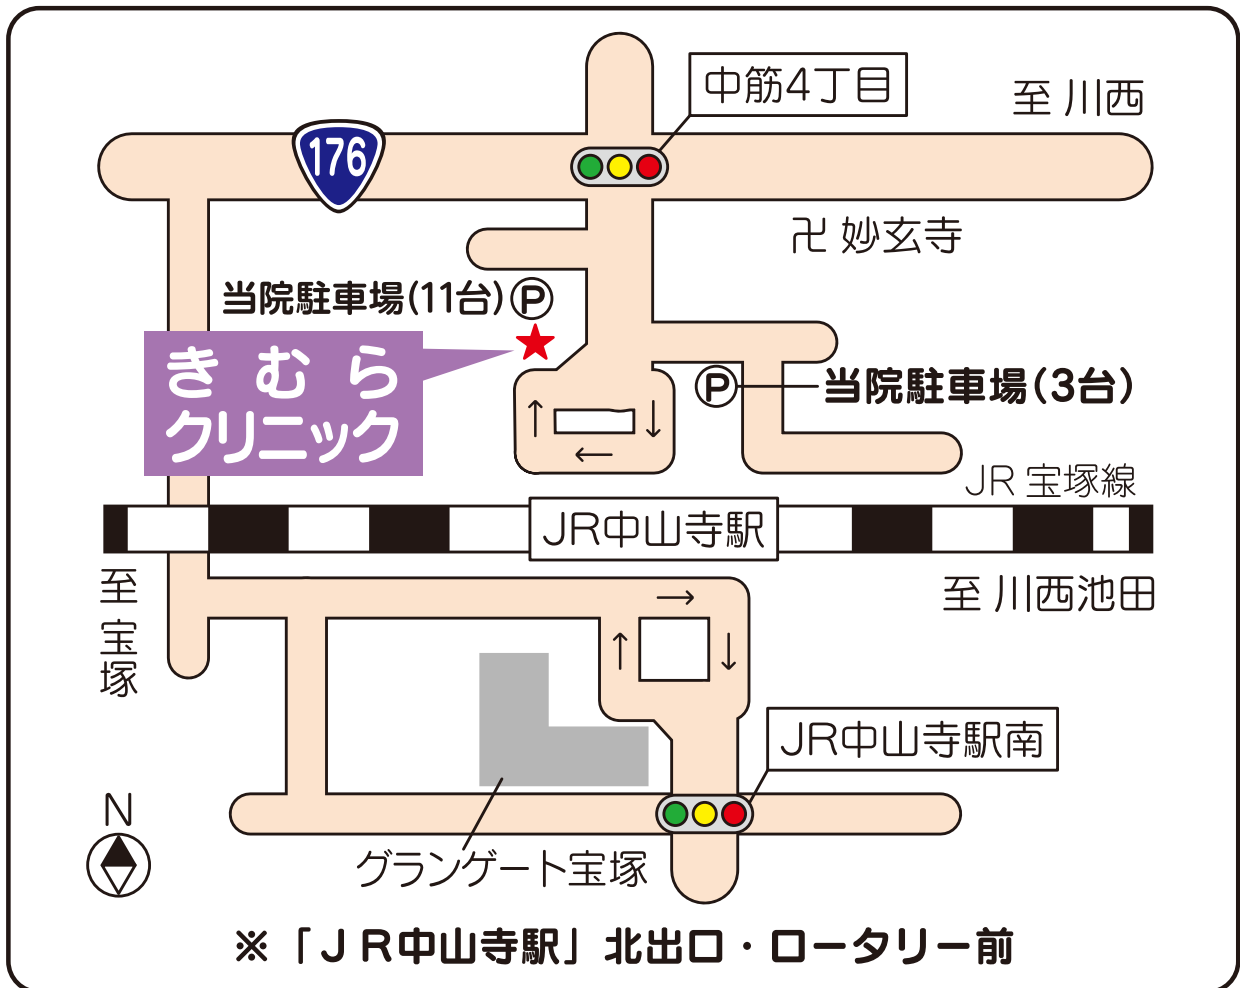 中筋4丁目
至 川西
176
卍 妙玄寺
当院駐車場(11台) P
きむら
クリニック
P 当院駐車場(3台)
JR 宝塚線
JR中山寺駅
至 宝塚
至 川西池田
JR中山寺駅南
N
グランゲート宝塚
※「JR中山寺駅」北出口・ロータリー前